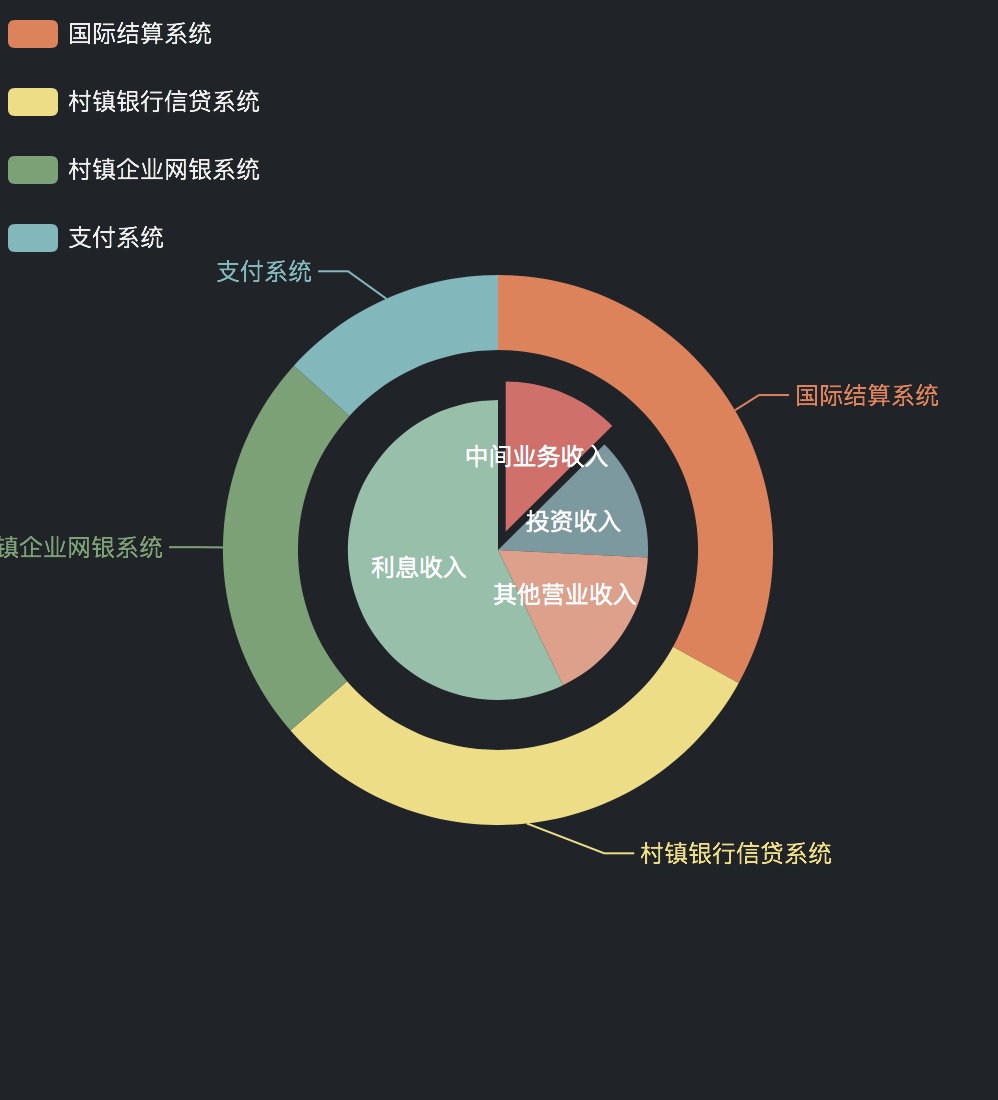 国际结算系统
村镇银行信贷系统
村镇企业网银系统
支付系统
支付系统
国际结算系统
中间业务收入
投资收入
镇企业网银系统
利息收入
其他营业收入
村镇银行信贷系统